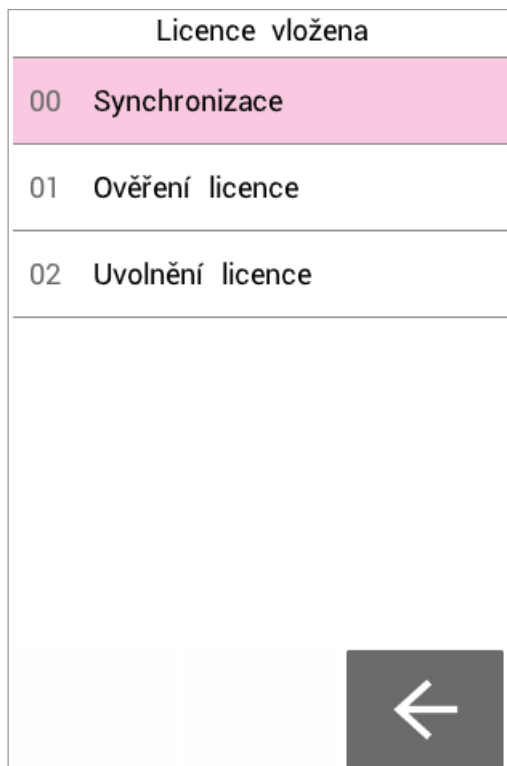 Licence vložena
00 Synchronizace
01 Ověření licence
02 Uvolnění licence